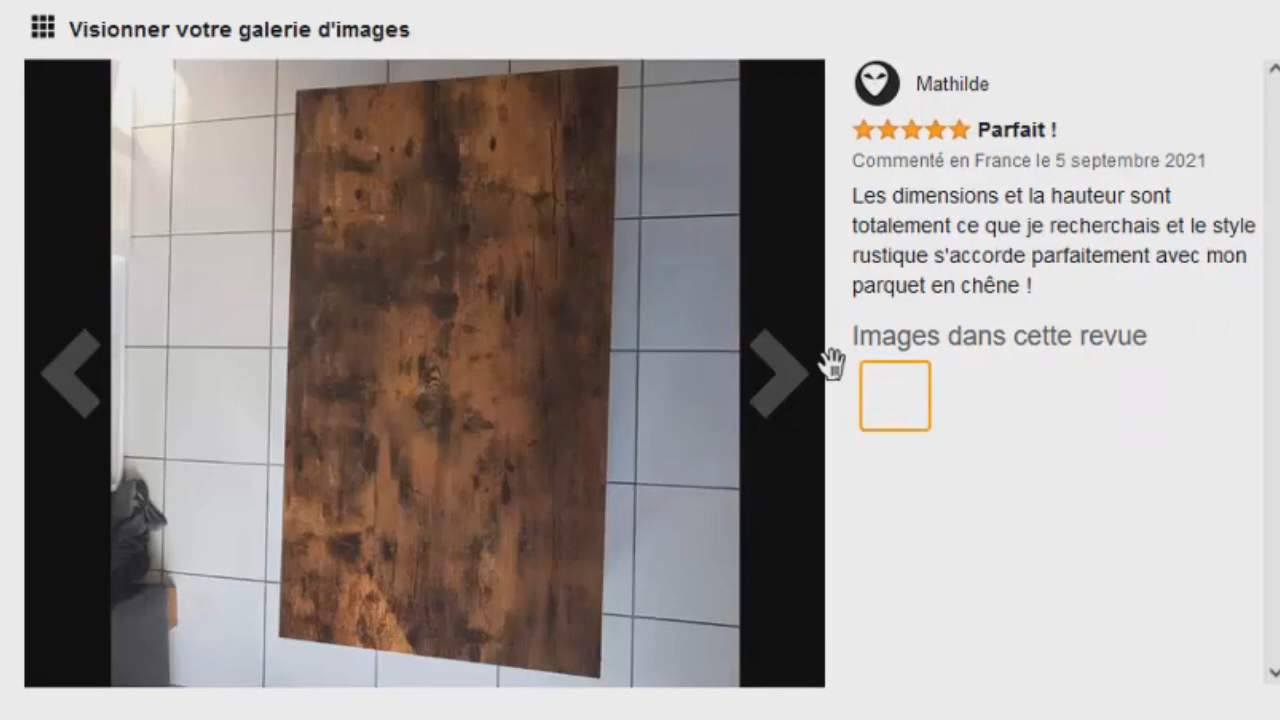 Visionner votre galerie d'images
Mathilde
Parfait !
Commenté en France le 5 septembre 2021
Les dimensions et la hauteur sont
totalement ce que je recherchais et le style
rustique s'accorde parfaitement avec mon
parquet en chêne !
Images dans cette revue